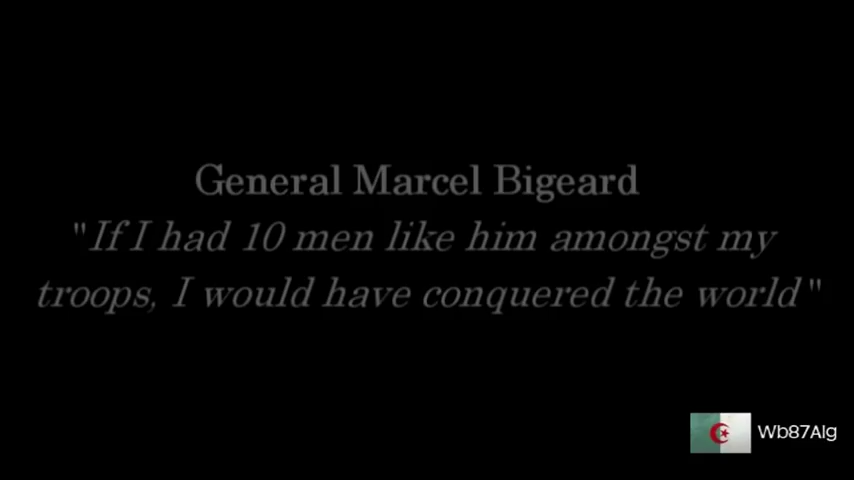 General Marcel Bigeard
"If I had 10 men like him amongst my
troops, I would have conquered the world"
Wb87Alg